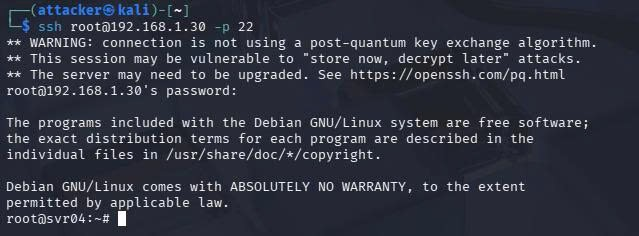 ┌──(attacker㉿kali)-[~]
└─$ ssh root@192.168.1.30 -p 22
** WARNING: connection is not using a post-quantum key exchange algorithm.
** This session may be vulnerable to "store now, decrypt later" attacks.
** The server may need to be upgraded. See https://openssh.com/pq.html
root@192.168.1.30's password:
The programs included with the Debian GNU/Linux system are free software;
the exact distribution terms for each program are described in the
individual files in /usr/share/doc/*/copyright.
Debian GNU/Linux comes with ABSOLUTELY NO WARRANTY, to the extent
permitted by applicable law.
root@svr04:~#